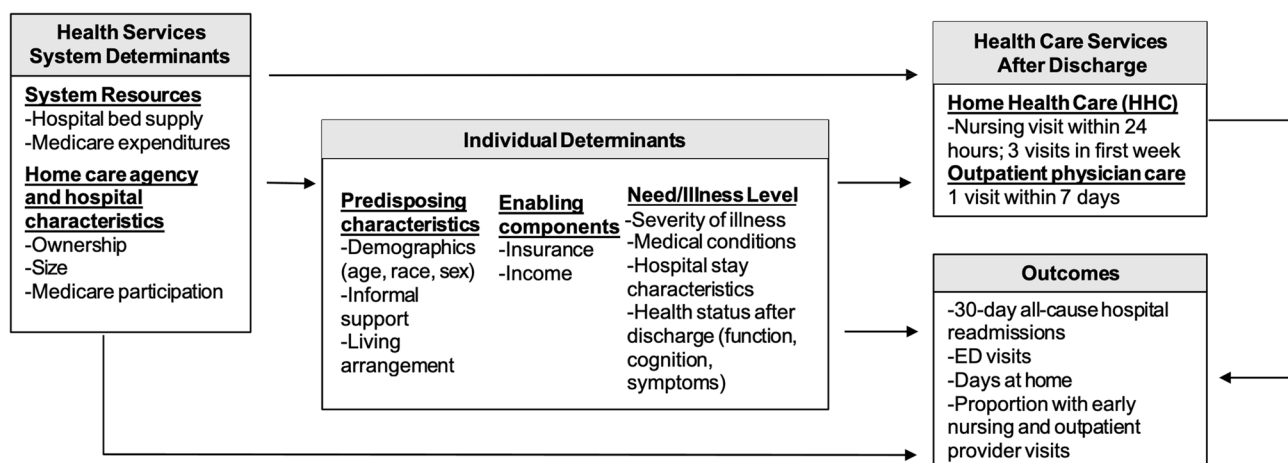 Health Services
System Determinants
System Resources
-Hospital bed supply
-Medicare expenditures
Home care agency
and hospital
characteristics
-Ownership
-Size
-Medicare participation
Individual Determinants
Predisposing
characteristics
-Demographics
(age, race, sex)
-Informal
support
-Living
arrangement
Enabling
components
-Insurance
-Income
Need/Illness Level
-Severity of illness
-Medical conditions
-Hospital stay
characteristics
-Health status after
discharge (function,
cognition,
symptoms)
Health Care Services
After Discharge
Home Health Care (HHC)
-Nursing visit within 24
hours; 3 visits in first week
Outpatient physician care
1 visit within 7 days
Outcomes
-30-day all-cause hospital
readmissions
-ED visits
-Days at home
-Proportion with early
nursing and outpatient
provider visits